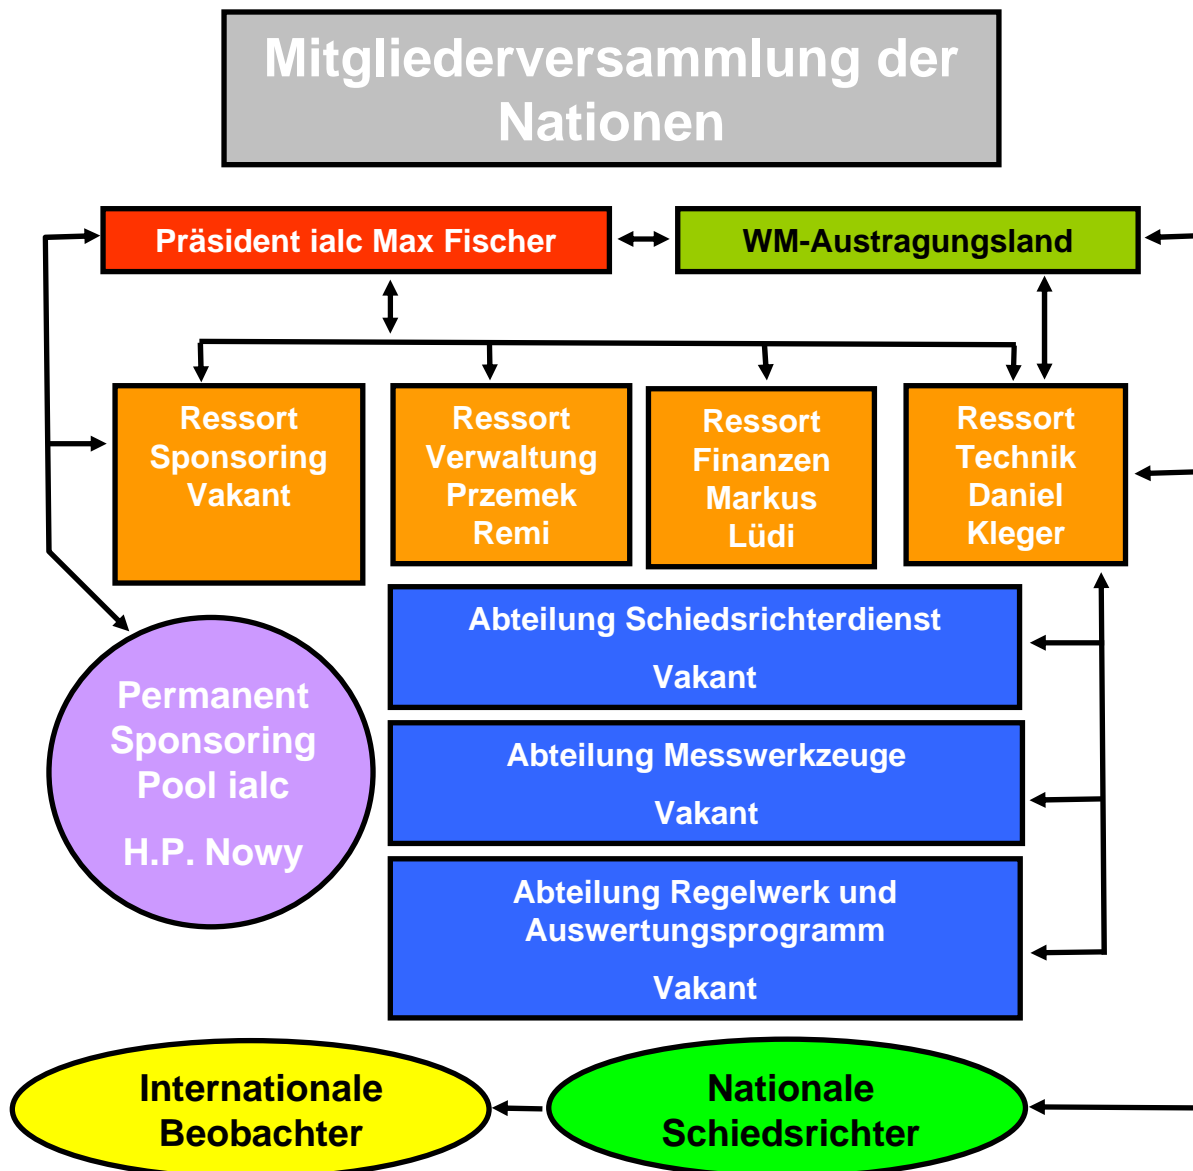 Mitgliederversammlung der
Nationen
Präsident ialc Max Fischer
WM-Austragungsland
Ressort
Sponsoring
Vakant
Ressort
Verwaltung
Przemek
Remi
Ressort
Finanzen
Markus
Lüdi
Ressort
Technik
Daniel
Kleger
Abteilung Schiedsrichterdienst
Vakant
Permanent
Sponsoring
Pool ialc
H.P. Nowy
Abteilung Messwerkzeuge
Vakant
Abteilung Regelwerk und
Auswertungsprogramm
Vakant
Internationale
Beobachter
Nationale
Schiedsrichter